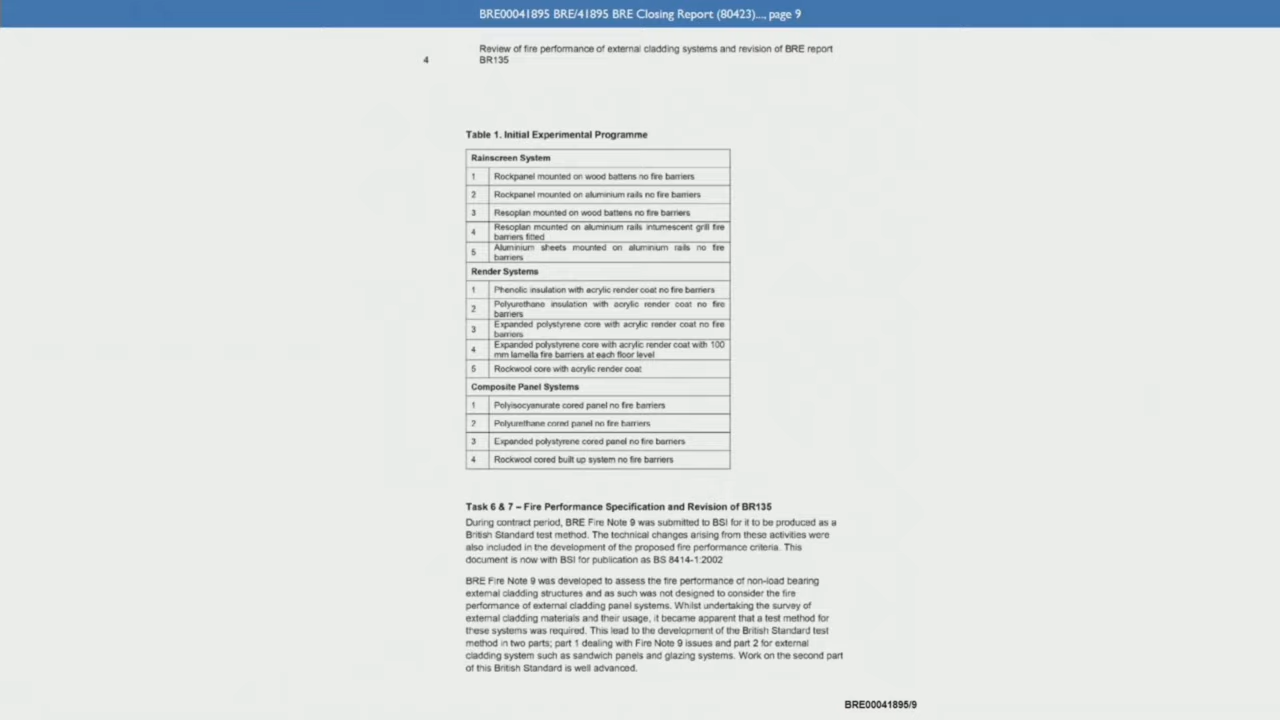 BRE00041895 BRE/41895 BRE Closing Report (80423)..., page 9
Review of fire performance of external cladding systems and revision of BRE report
4 BR135
Table 1. Initial Experimental Programme
Rainscreen System
1 Rockpanel mounted on wood battens no fire barriers
2 Rockpanel mounted on aluminium rails no fire barriers
3 Resoplan mounted on wood battens no fire barriers
4 Resoplan mounted on aluminium rails intumescent grill fire
barriers fitted
5 Aluminium sheets mounted on aluminium rails no fire
barriers
Render Systems
1 Phenolic insulation with acrylic render coat no fire barriers
2 Polyurethane insulation with acrylic render coat no fire
barriers
3 Expanded polystyrene core with acrylic render coat no fire
barriers
4 Expanded polystyrene core with acrylic render coat with 100
mm lamella fire barriers at each floor level
5 Rockwool core with acrylic render coat
Composite Panel Systems
1 Polyisocyanurate cored panel no fire barriers
2 Polyurethane cored panel no fire barriers
3 Expanded polystyrene cored panel no fire barriers
4 Rockwool cored built up system no fire barriers
Task 6 & 7 – Fire Performance Specification and Revision of BR135
During contract period, BRE Fire Note 9 was submitted to BSI for it to be produced as a
British Standard test method. The technical changes arising from these activities were
also included in the development of the proposed fire performance criteria. This
document is now with BSI for publication as BS 8414-1:2002
BRE Fire Note 9 was developed to assess the fire performance of non-load bearing
external cladding structures and as such was not designed to consider the fire
performance of external cladding panel systems. Whilst undertaking the survey of
external cladding materials and their usage, it became apparent that a test method for
these systems was required. This lead to the development of the British Standard test
method in two parts; part 1 dealing with Fire Note 9 issues and part 2 for external
cladding system such as sandwich panels and glazing systems. Work on the second part
of this British Standard is well advanced.
BRE00041895/9